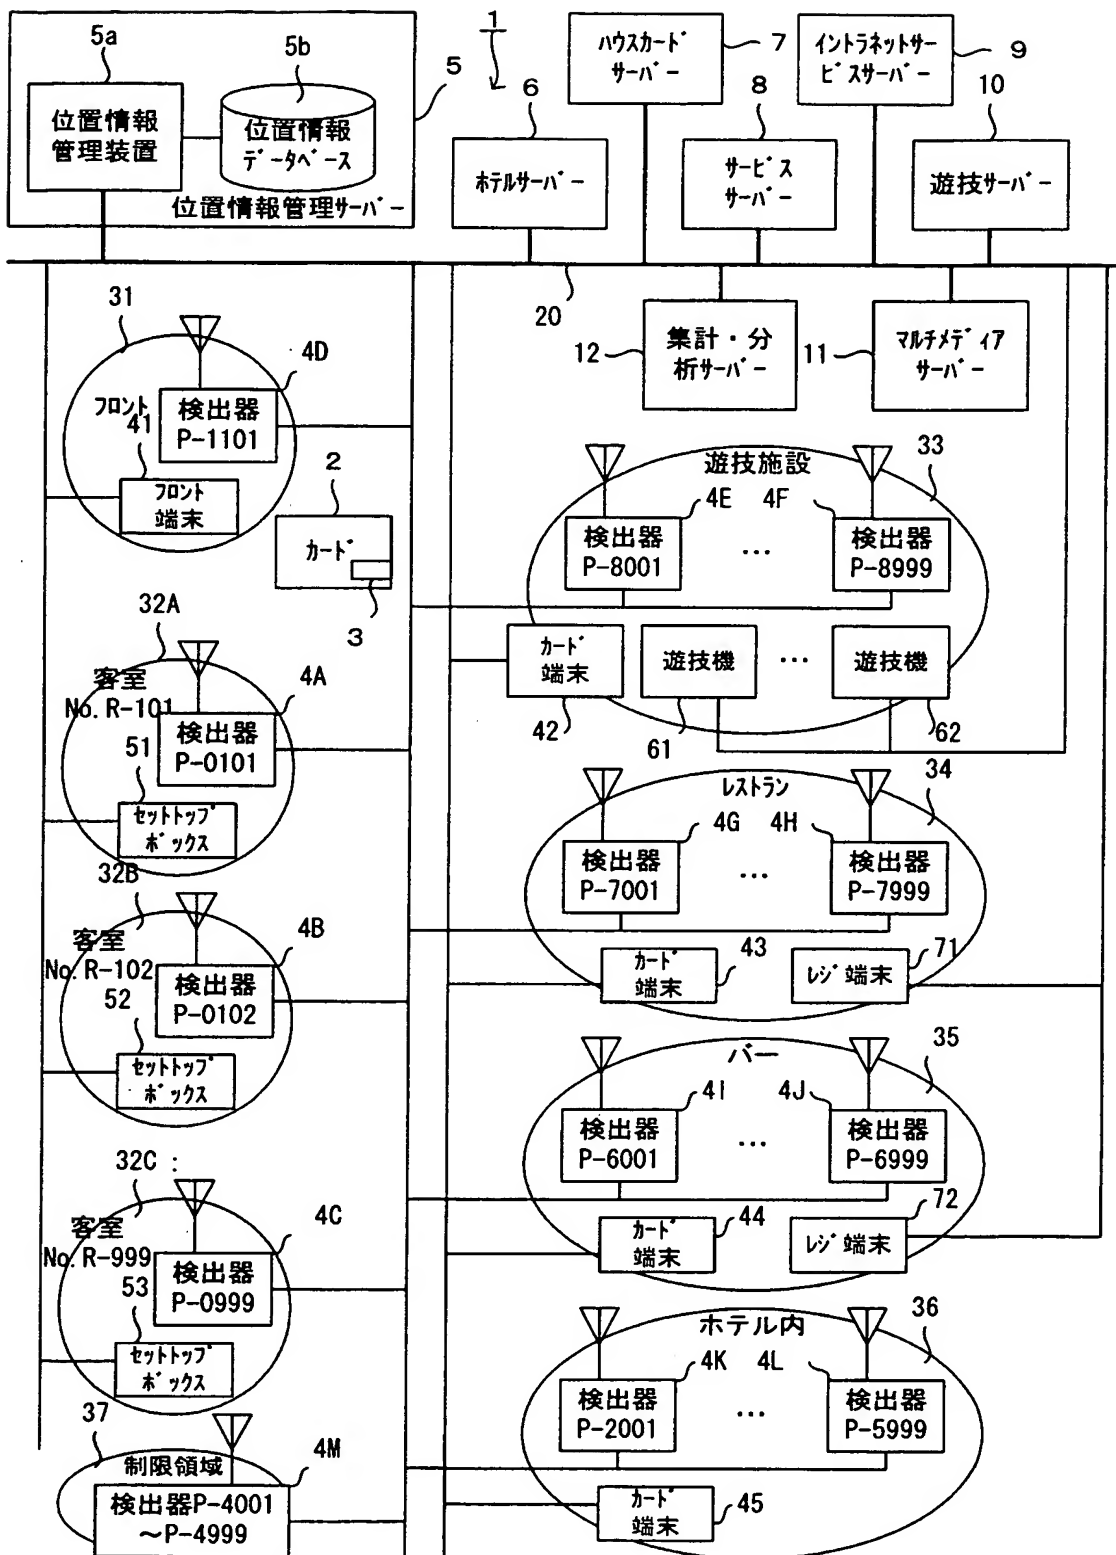 1
5a
5b
5
位置情報
管理装置
位置情報
データベース
位置情報管理サーバー
ハウスカード
サーバー
7
イントラネットサー
ビスサーバー
9
6
ホテルサーバー
8
サービス
サーバー
10
遊技サーバー
20
12
集計・分
析サーバー
11
マルチメディア
サーバー
31
4D
フロント
41
検出器
P-1101
フロント
端末
2
カード
3
32A
客室
No. R-101
4A
検出器
P-0101
51
セットトップ
ボックス
32B
客室
No. R-102
4B
検出器
P-0102
52
セットトップ
ボックス
32C
:
客室
No. R-999
4C
検出器
P-0999
53
セットトップ
ボックス
37
制限領域
4M
検出器P-4001
～P-4999
遊技施設
33
4E
4F
検出器
P-8001
...
検出器
P-8999
カード
端末
42
遊技機
61
...
遊技機
62
レストラン
34
4G
4H
検出器
P-7001
...
検出器
P-7999
カード
端末
43
レジ端末
71
バー
35
4I
4J
検出器
P-6001
...
検出器
P-6999
カード
端末
44
レジ端末
72
ホテル内
36
4K
4L
検出器
P-2001
...
検出器
P-5999
カード
端末
45